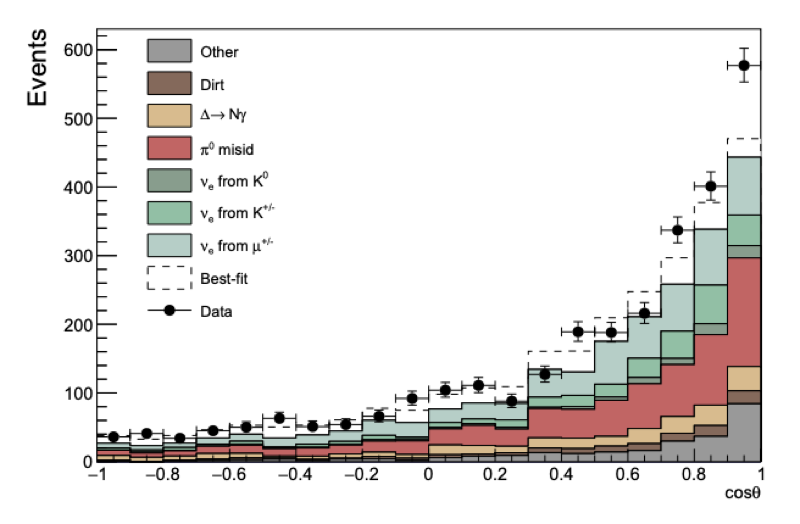 Events
600
500
400
300
200
100
0
Other
Dirt
Δ→ Nγ
π⁰ misid
νₑ from K⁰
νₑ from K⁺/⁻
νₑ from μ⁺/⁻
Best-fit
Data
−1 −0.8 −0.6 −0.4 −0.2 0 0.2 0.4 0.6 0.8 1
cosθ